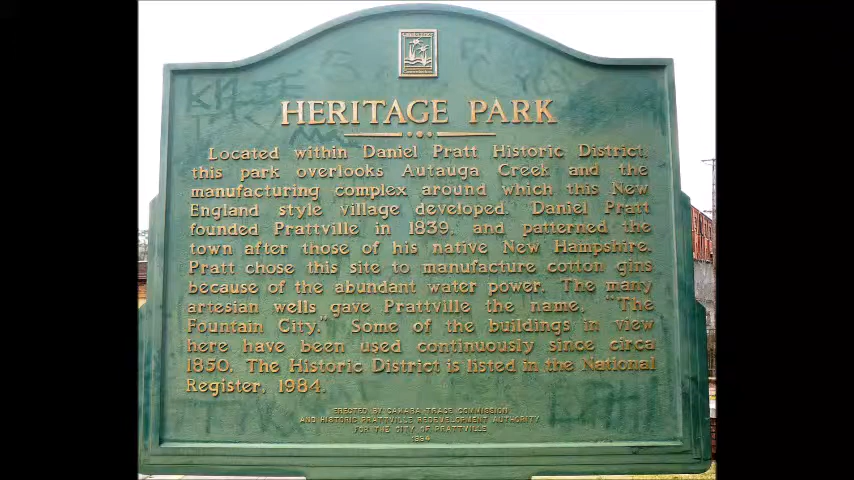 HERITAGE PARK
Located within Daniel Pratt Historic District,
this park overlooks Autauga Creek and the
manufacturing complex around which this New
England style village developed. Daniel Pratt
founded Prattville in 1839, and patterned the
town after those of his native New Hampshire.
Pratt chose this site to manufacture cotton gins
because of the abundant water power. The many
artesian wells gave Prattville the name, "The
Fountain City." Some of the buildings in view
here have been used continuously since circa
1850. The Historic District is listed in the National
Register, 1984.
ERECTED BY CAHABA TRACE COMMISSION
AND HISTORIC PRATTVILLE REDEVELOPMENT AUTHORITY
FOR THE CITY OF PRATTVILLE
1994